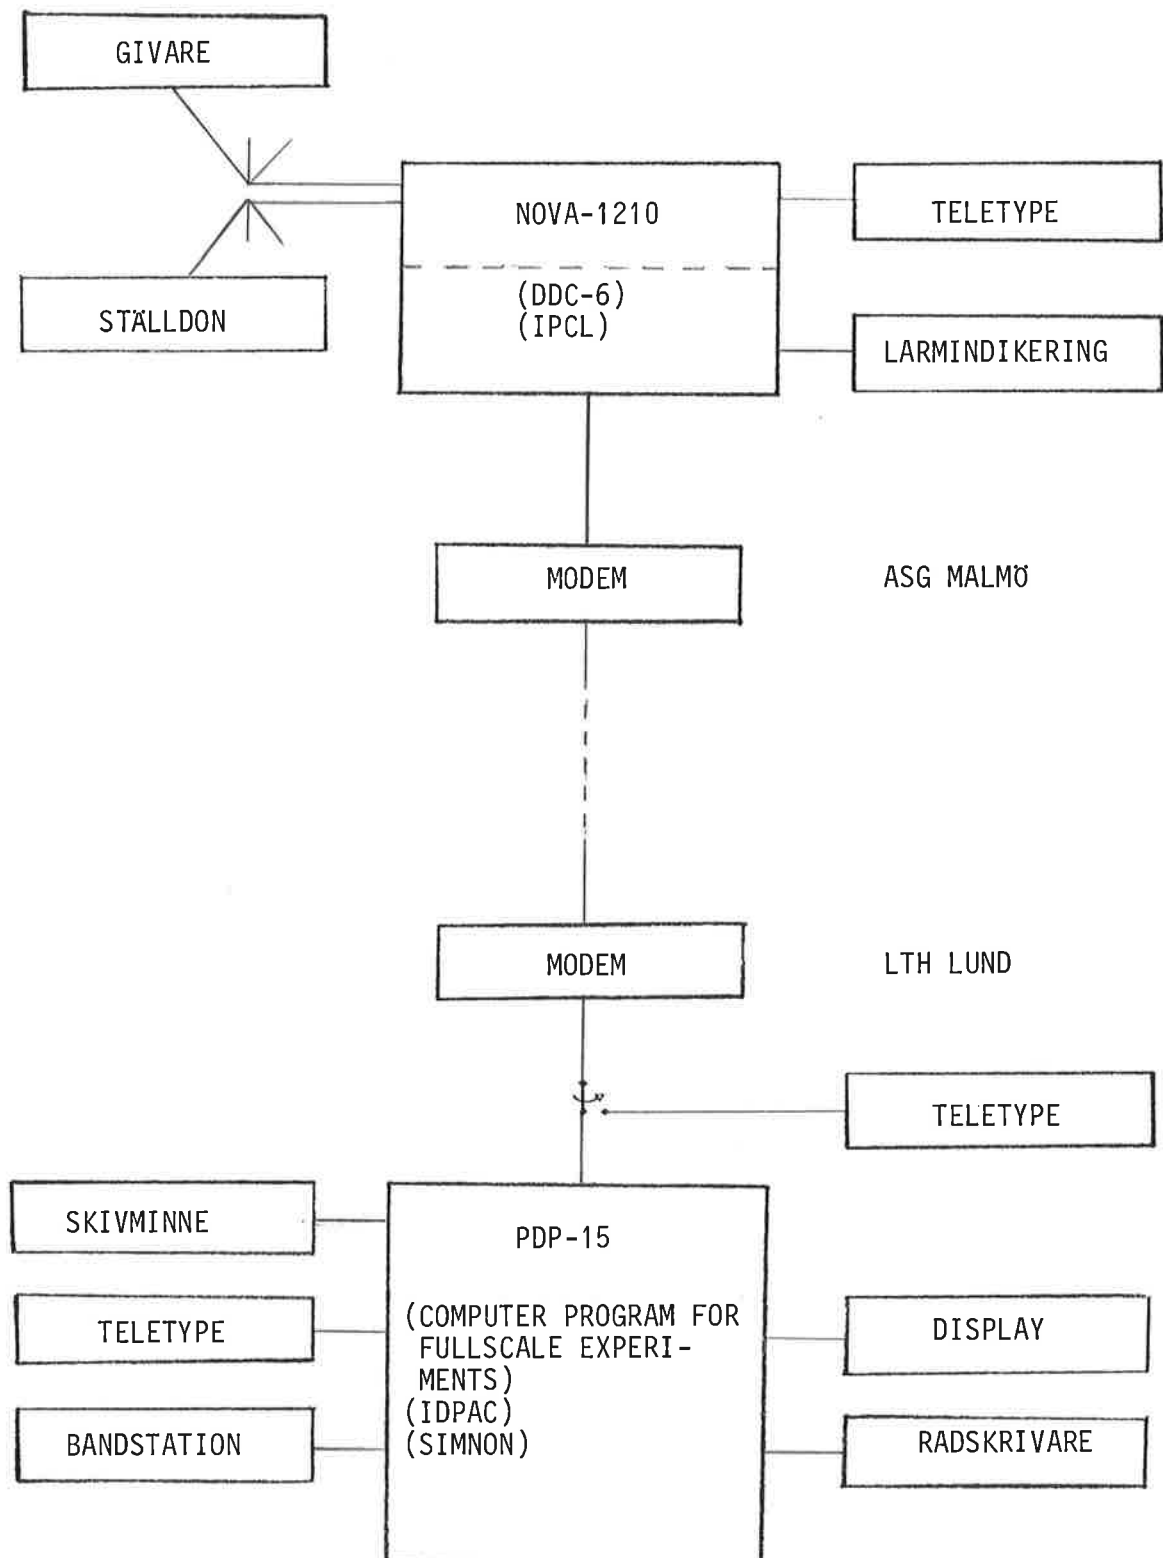 GIVARE
NOVA-1210
TELETYPE
(DDC-6)
(IPCL)
STÄLLDON
LARMINDIKERING
MODEM
ASG MALMÖ
MODEM
LTH LUND
TELETYPE
SKIVMINNE
PDP-15
TELETYPE
(COMPUTER PROGRAM FOR
FULLSCALE EXPERI-
MENTS)
(IDPAC)
(SIMNON)
DISPLAY
BANDSTATION
RADSKRIVARE